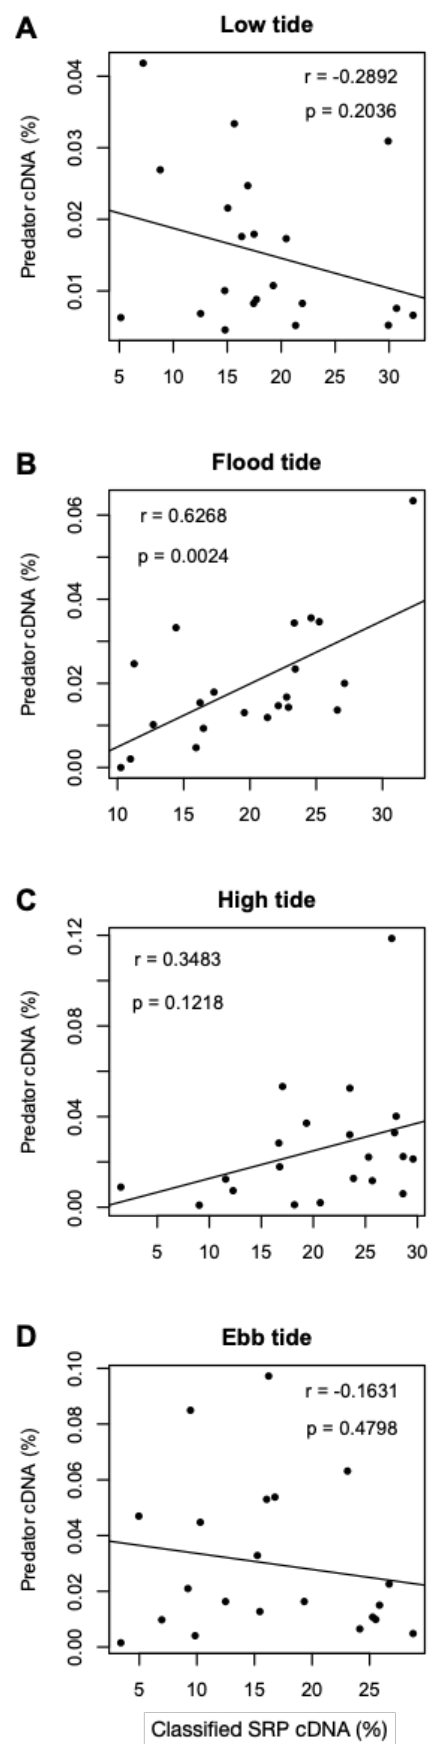 A
Low tide
r = -0.2892
p = 0.2036
Predator cDNA (%)
0.04
0.03
0.02
0.01
5 10 15 20 25 30
B
Flood tide
r = 0.6268
p = 0.0024
Predator cDNA (%)
0.06
0.04
0.02
0.00
10 15 20 25 30
C
High tide
r = 0.3483
p = 0.1218
Predator cDNA (%)
0.12
0.08
0.04
0.00
5 10 15 20 25 30
D
Ebb tide
r = -0.1631
p = 0.4798
Predator cDNA (%)
0.10
0.08
0.06
0.04
0.02
0.00
5 10 15 20 25
Classified SRP cDNA (%)